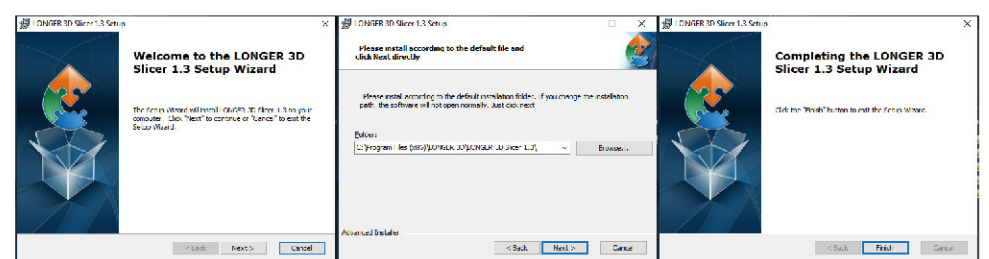 LONGER 3D Slicer 1.3 Setup
Welcome to the LONGER 3D
Slicer 1.3 Setup Wizard
The Setup Wizard will install LONGER 3D Slicer 1.3 on your
computer. Click "Next" to continue or "Cancel" to exit the
Setup Wizard.
< Back
Next >
Cancel
LONGER 3D Slicer 1.3 Setup
Please install according to the default file and
click Next directly
Please install according to the default installation folder. If you change the installation
path, the software will not open normally. Just click next
Folder:
C:\Program Files (x86)\LONGER 3D\LONGER 3D Slicer 1.3\
Browse...
Advanced Installer
< Back
Next >
Cancel
LONGER 3D Slicer 1.3 Setup
Completing the LONGER 3D
Slicer 1.3 Setup Wizard
Click the "Finish" button to exit the Setup Wizard.
< Back
Finish
Cancel